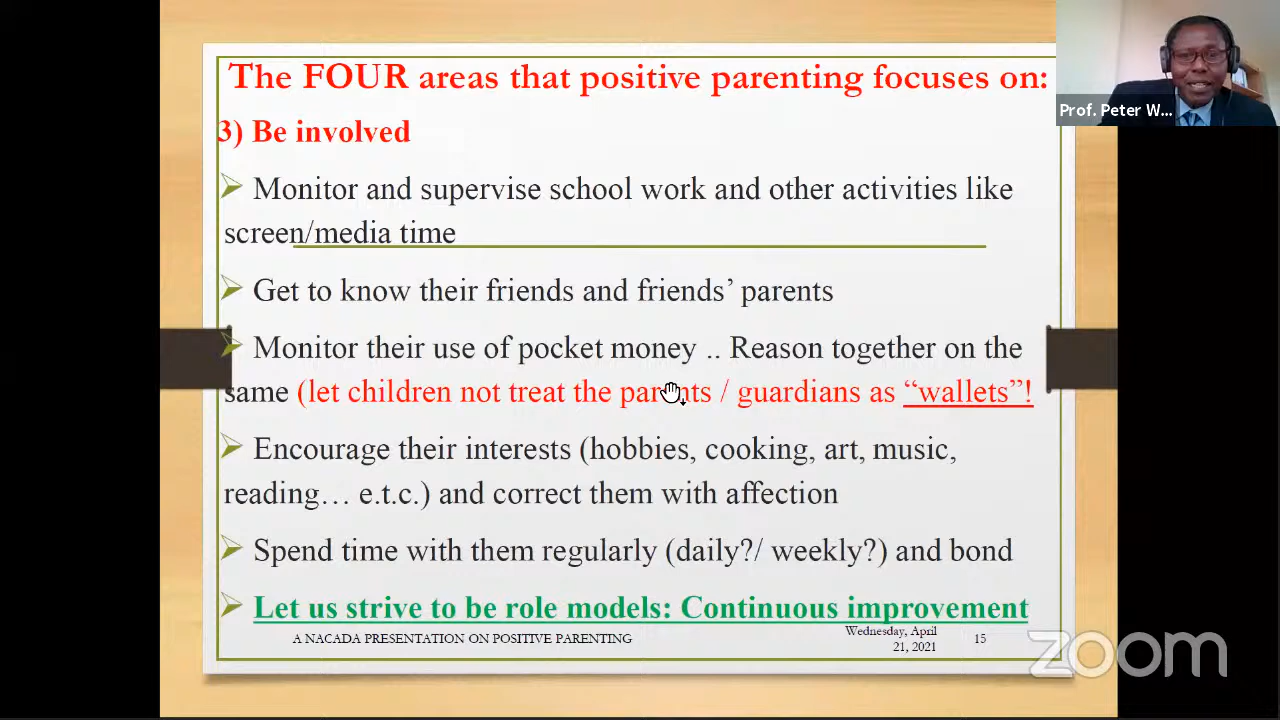 The FOUR areas that positive parenting focuses on:
Prof. Peter W...
3) Be involved
Monitor and supervise school work and other activities like
screen/media time
Get to know their friends and friends’ parents
Monitor their use of pocket money .. Reason together on the
same (let children not treat the parents / guardians as “wallets”!
Encourage their interests (hobbies, cooking, art, music,
reading… e.t.c.) and correct them with affection
Spend time with them regularly (daily?/ weekly?) and bond
Let us strive to be role models: Continuous improvement
A NACADA PRESENTATION ON POSITIVE PARENTING
Wednesday, April
21, 2021
15
zoom